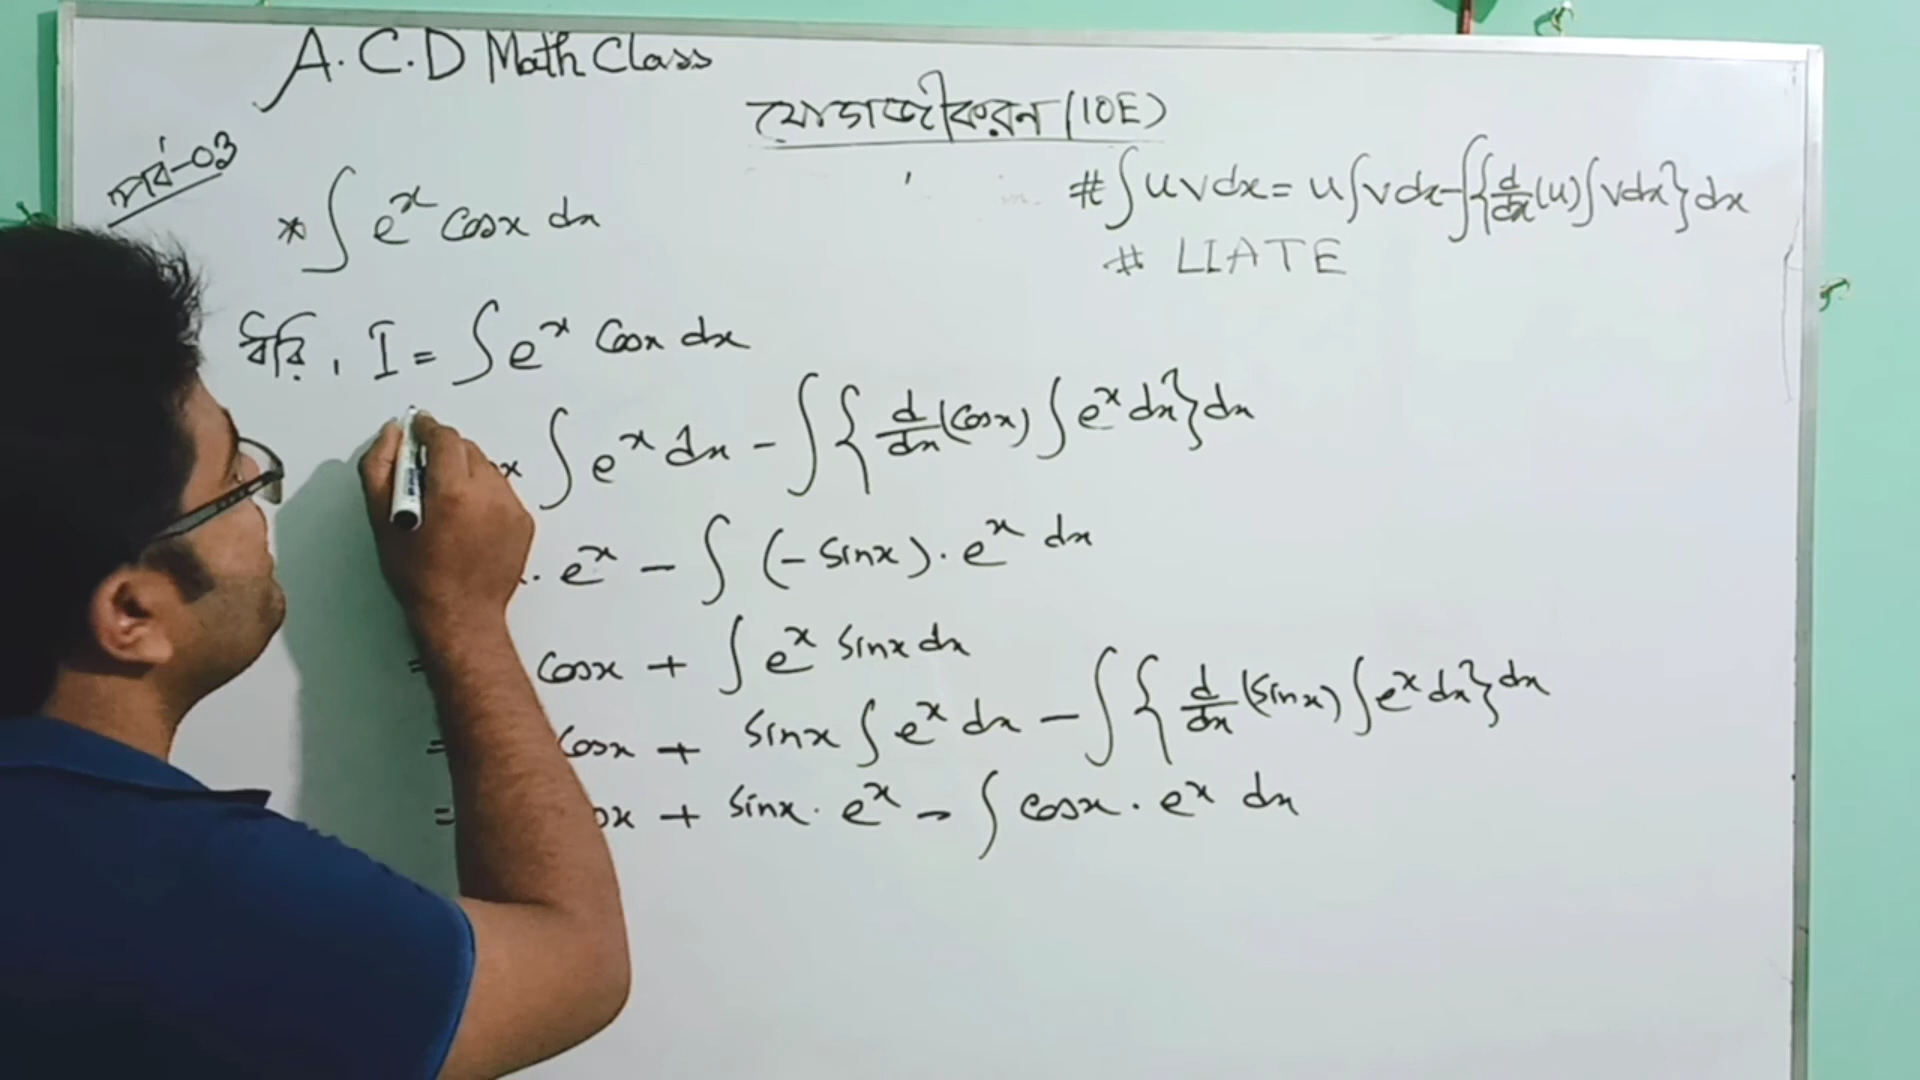 A.C.D Math Class
যোগজীকরন (10E)
পর্ব-03
# ∫uvdx = u∫vdx - ∫{d/dx(u)∫vdx}dx
* ∫e^x cosx dx
# LIATE
ধরি, I = ∫e^x cosx dx
∫e^x dx - ∫{d/dx(cosx)∫e^x dx}dx
. e^x - ∫(-sinx). e^x dx
= cosx + ∫e^x sinx dx
= cosx + sinx∫e^x dx - ∫{d/dx(sinx)∫e^x dx}dx
= + sinx. e^x - ∫cosx . e^x dx